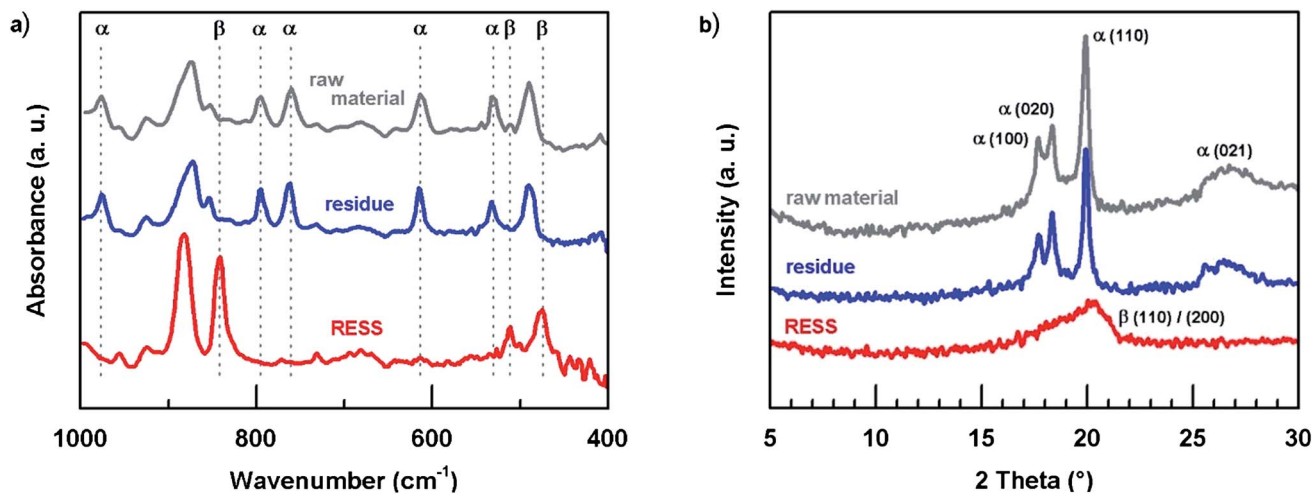 a)
α β α α α α β β
raw
material
residue
RESS
Absorbance (a. u.)
1000 800 600 400
Wavenumber (cm⁻¹)
b)
α (110)
α (020)
α (100)
α (021)
raw material
residue
RESS
β (110) / (200)
Intensity (a. u.)
5 10 15 20 25 30
2 Theta (°)